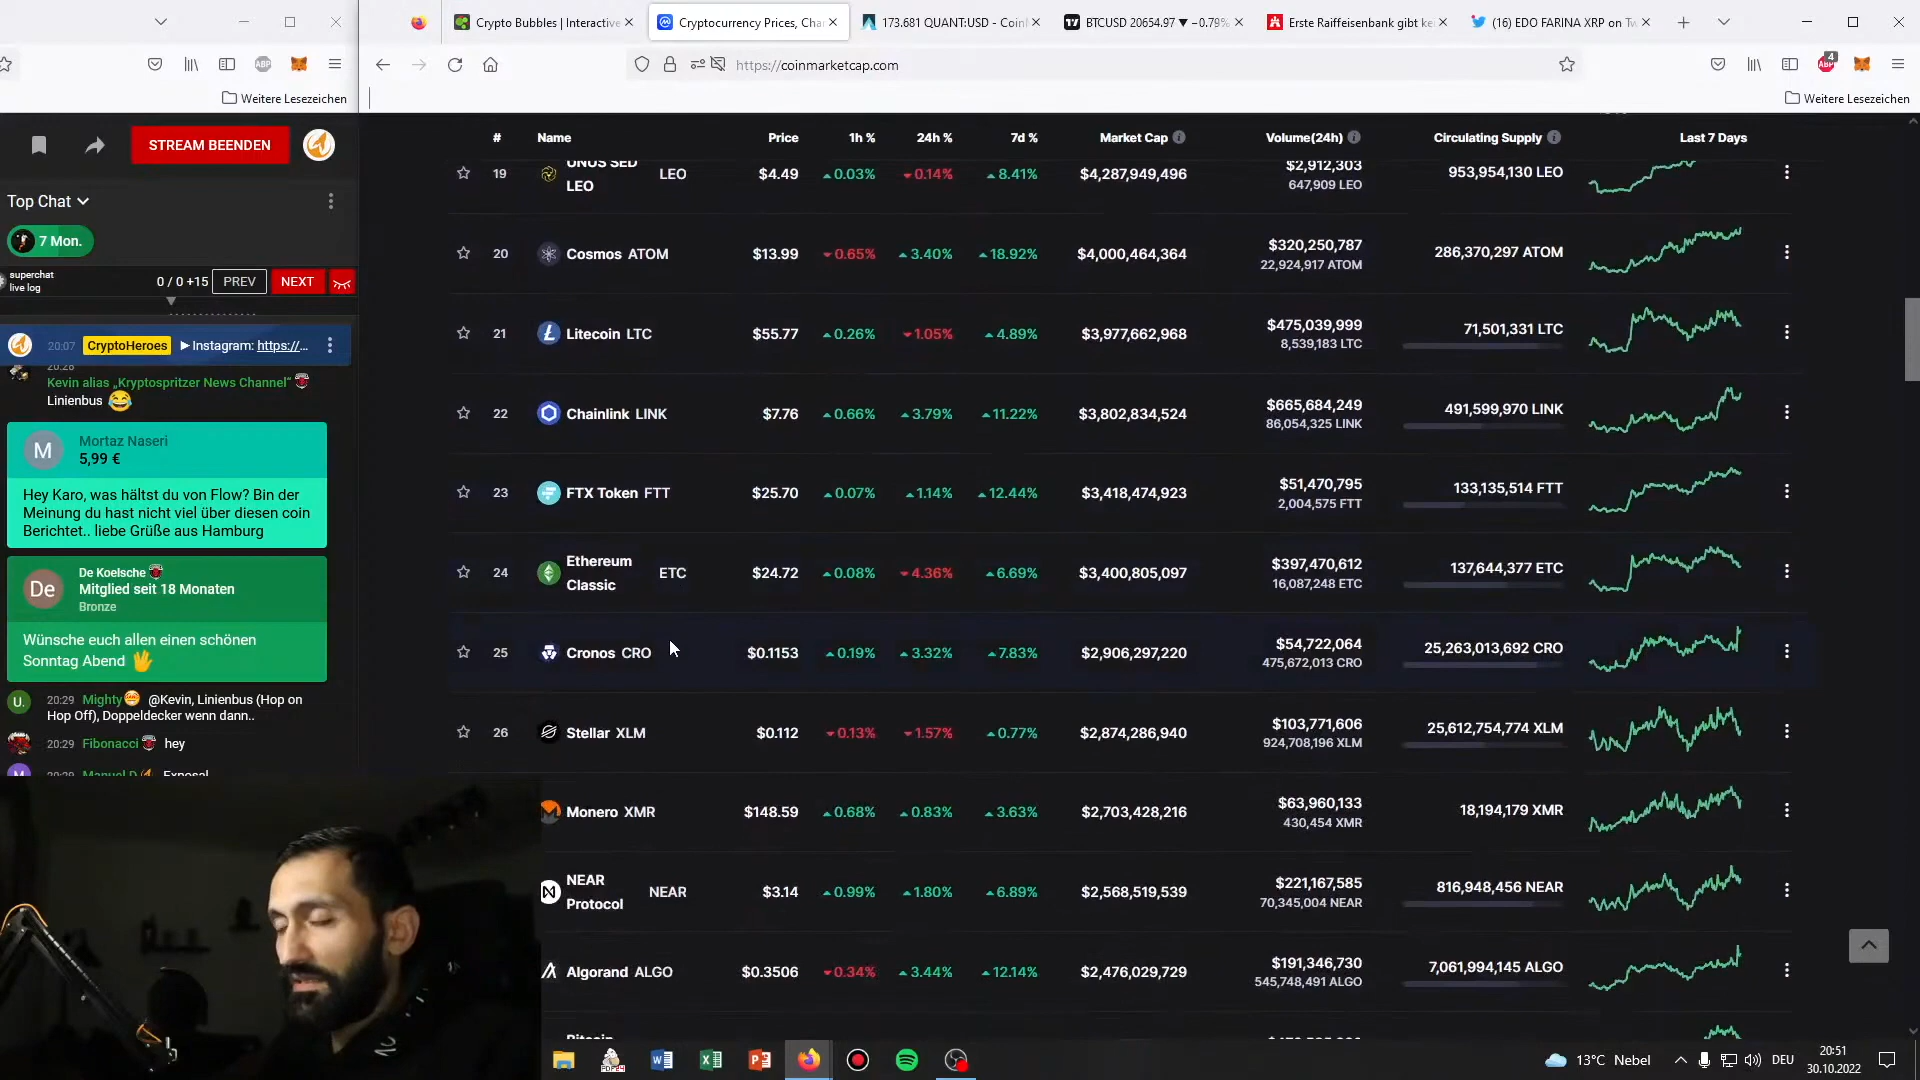 Crypto Bubbles | Interactive
Cryptocurrency Prices, Cha
173.681 QUANT:USD - Coin
BTCUSD 20654.97 ▼ −0.79%
Erste Raiffeisenbank gibt ke
(16) EDO FARINA XRP on Tw
https://coinmarketcap.com
4
ABP
ABP
Weitere Lesezeichen
Weitere Lesezeichen
STREAM BEENDEN
Top Chat
7 Mon.
superchat
live log
0 / 0 +15
PREV
NEXT
20:07 CryptoHeroes ►Instagram: https://...
Kevin alias „Kryptospritzer News Channel“
Linienbus 😂
M
Mortaz Naseri
5,99 €
Hey Karo, was hältst du von Flow? Bin der
Meinung du hast nicht viel über diesen coin
Berichtet.. liebe Grüße aus Hamburg
De
De Koelsche
Mitglied seit 18 Monaten
Bronze
Wünsche euch allen einen schönen
Sonntag Abend 🖖
U. 20:29 Mighty😁 @Kevin, Linienbus (Hop on
Hop Off), Doppeldecker wenn dann..
20:29 Fibonacci hey
# Name Price 1h % 24h % 7d % Market Cap Volume(24h) Circulating Supply Last 7 Days
19 UNUS SED LEO LEO $4.49 0.03% 0.14% 8.41% $4,287,949,496 $2,912,303 953,954,130 LEO
647,909 LEO
20 Cosmos ATOM $13.99 0.65% 3.40% 18.92% $4,000,464,364 $320,250,787 286,370,297 ATOM
22,924,917 ATOM
21 Litecoin LTC $55.77 0.26% 1.05% 4.89% $3,977,662,968 $475,039,999 71,501,331 LTC
8,539,183 LTC
22 Chainlink LINK $7.76 0.66% 3.79% 11.22% $3,802,834,524 $665,684,249 491,599,970 LINK
86,054,325 LINK
23 FTX Token FTT $25.70 0.07% 1.14% 12.44% $3,418,474,923 $51,470,795 133,135,514 FTT
2,004,575 FTT
24 Ethereum Classic ETC $24.72 0.08% 4.36% 6.69% $3,400,805,097 $397,470,612 137,644,377 ETC
16,087,248 ETC
25 Cronos CRO $0.1153 0.19% 3.32% 7.83% $2,906,297,220 $54,722,064 25,263,013,692 CRO
475,672,013 CRO
26 Stellar XLM $0.112 0.13% 1.57% 0.77% $2,874,286,940 $103,771,606 25,612,754,774 XLM
924,708,196 XLM
Monero XMR $148.59 0.68% 0.83% 3.63% $2,703,428,216 $63,960,133 18,194,179 XMR
430,454 XMR
NEAR Protocol NEAR $3.14 0.99% 1.80% 6.89% $2,568,519,539 $221,167,585 816,948,456 NEAR
70,345,004 NEAR
Algorand ALGO $0.3506 0.34% 3.44% 12.14% $2,476,029,729 $191,346,730 7,061,994,145 ALGO
545,748,491 ALGO
PDF24
13°C Nebel
DEU
20:51
30.10.2022